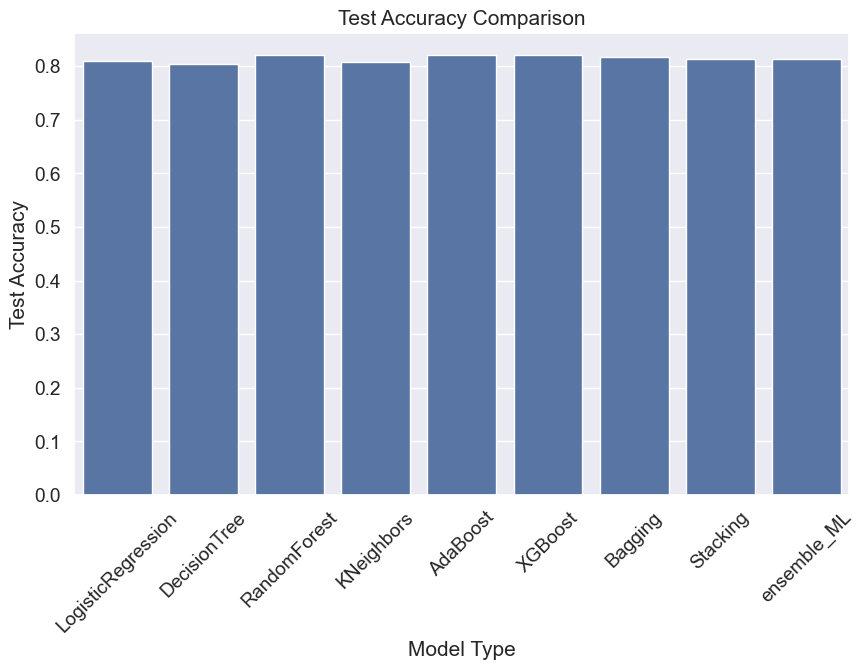 Test Accuracy Comparison
Test Accuracy
0.8
0.7
0.6
0.5
0.4
0.3
0.2
0.1
0.0
LogisticRegression
DecisionTree
RandomForest
KNeighbors
AdaBoost
XGBoost
Bagging
Stacking
ensemble_ML
Model Type